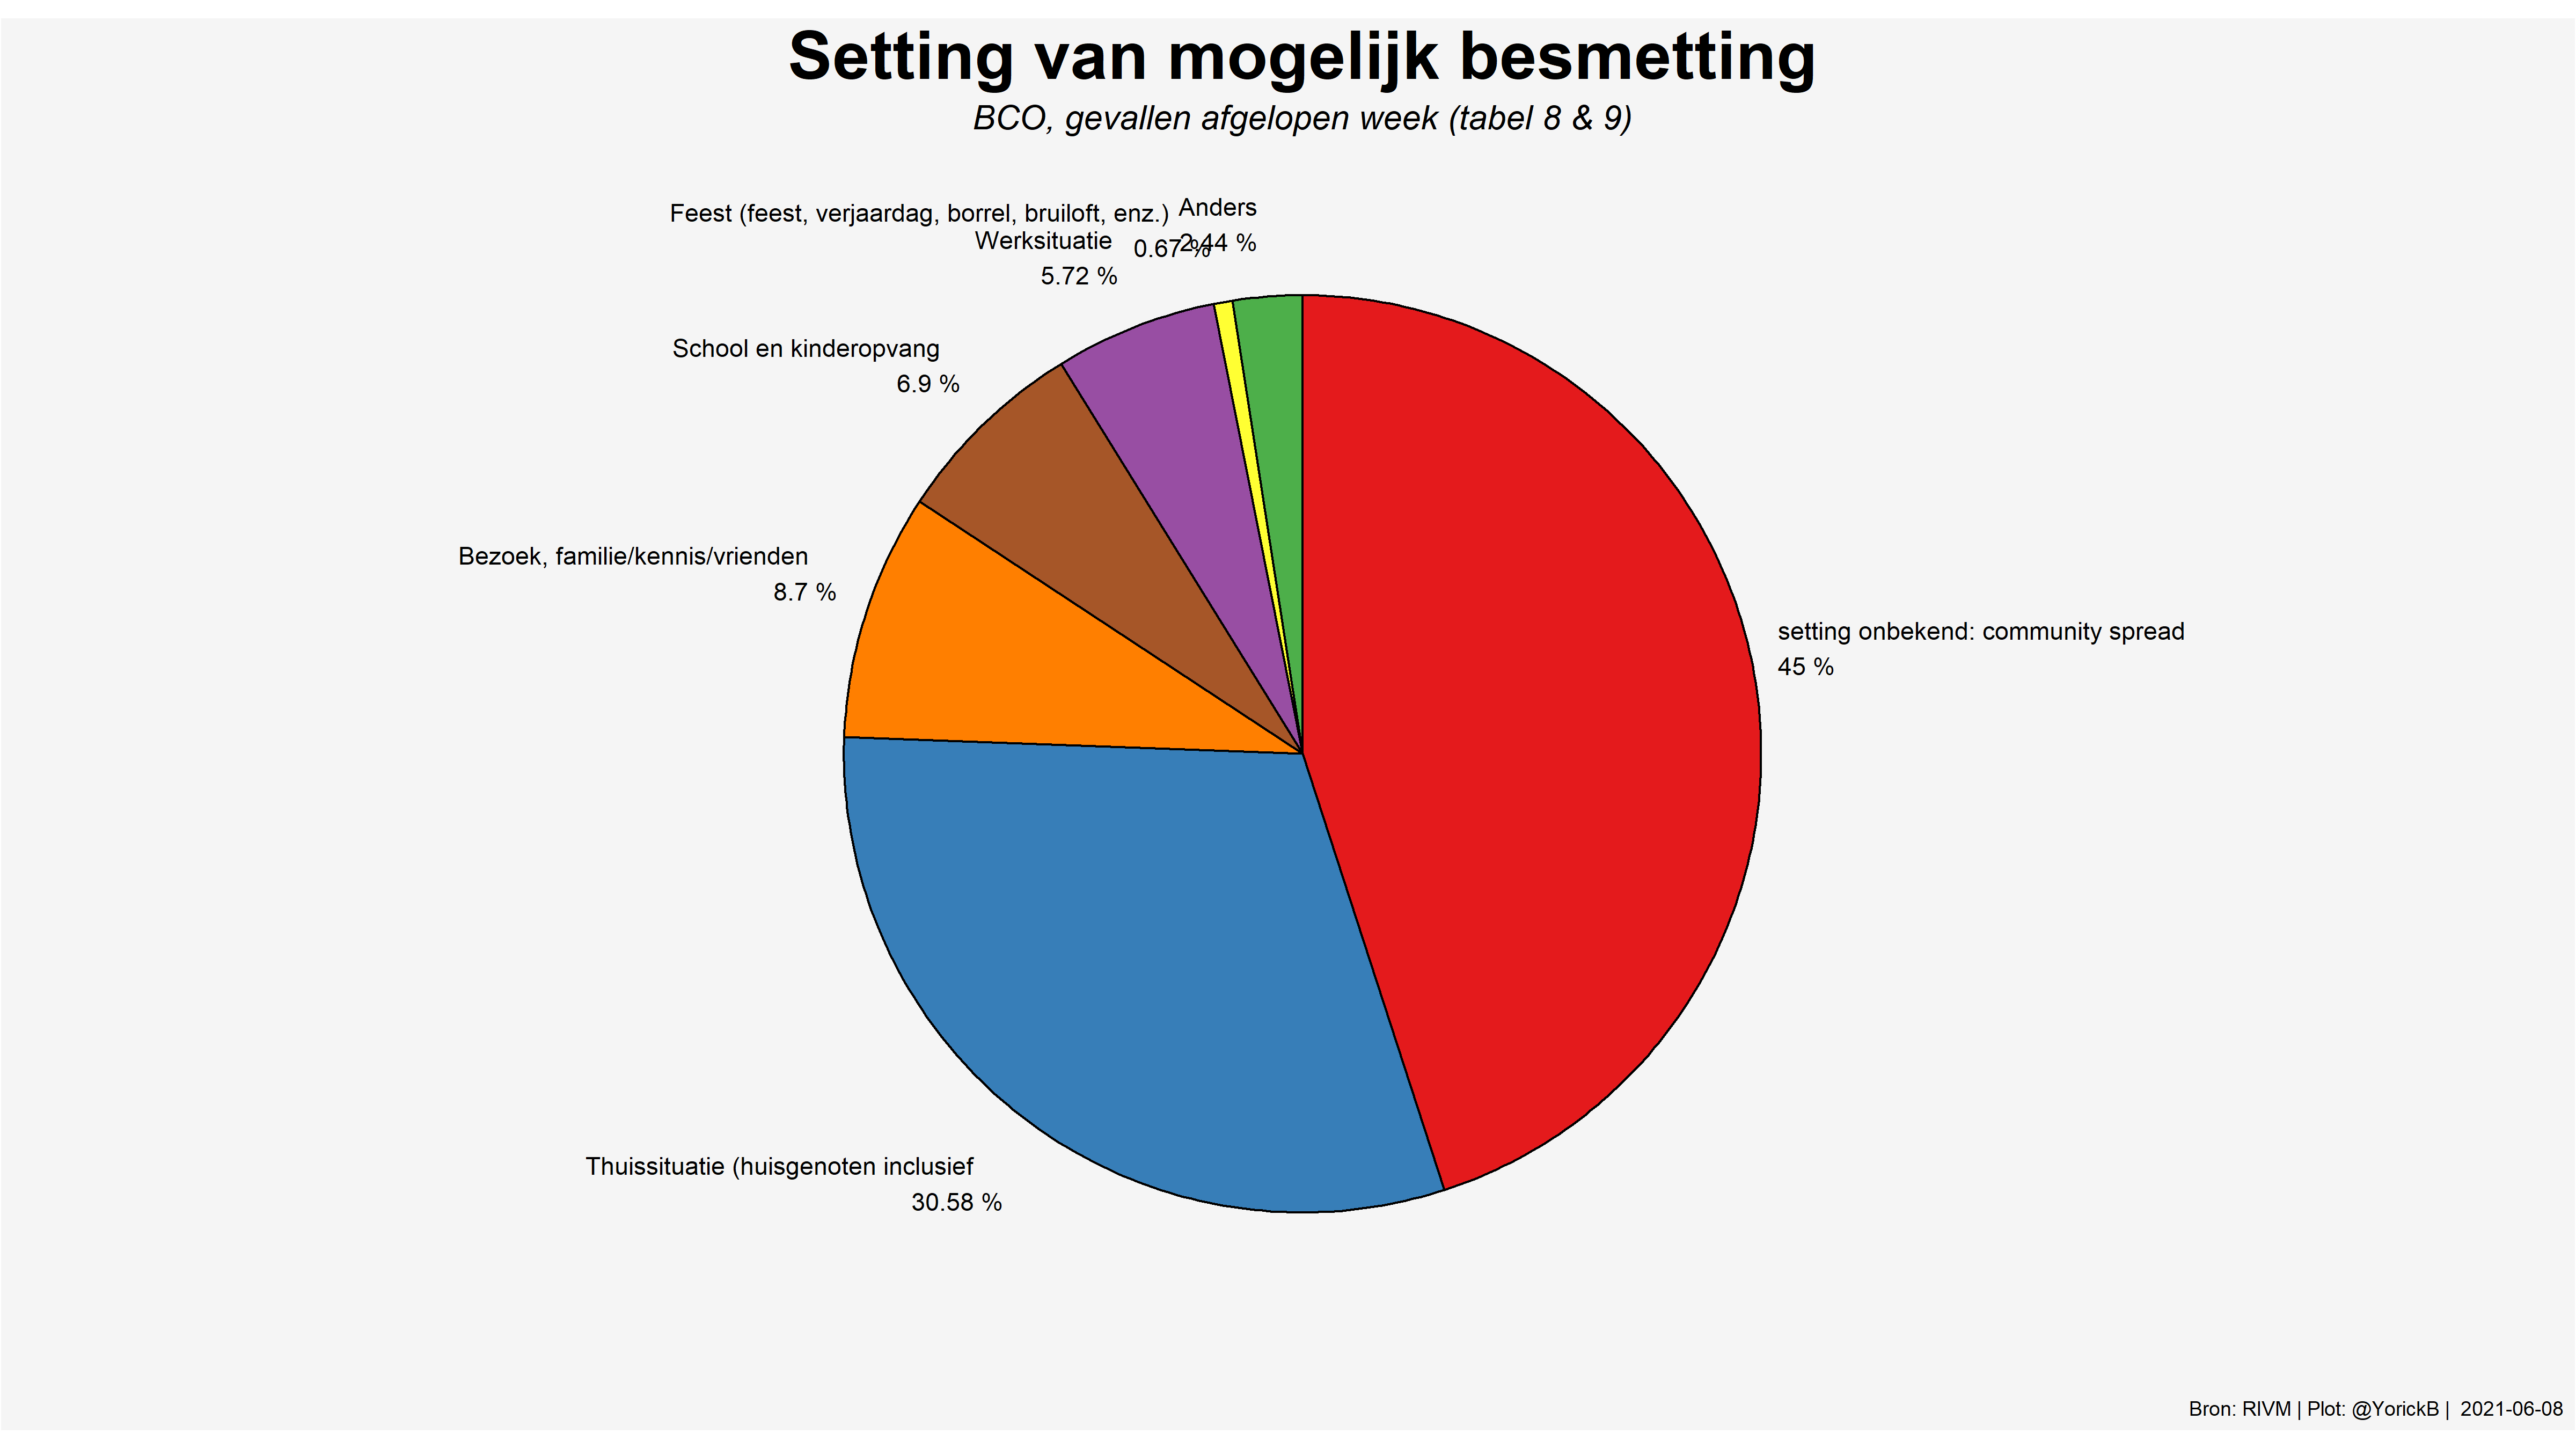 Setting van mogelijk besmetting
BCO, gevallen afgelopen week (tabel 8 & 9)
Feest (feest, verjaardag, borrel, bruiloft, enz.)
0.67 %
Anders
2.44 %
Werksituatie
5.72 %
School en kinderopvang
6.9 %
Bezoek, familie/kennis/vrienden
8.7 %
setting onbekend: community spread
45 %
Thuissituatie (huisgenoten inclusief
30.58 %
Bron: RIVM | Plot: @YorickB | 2021-06-08